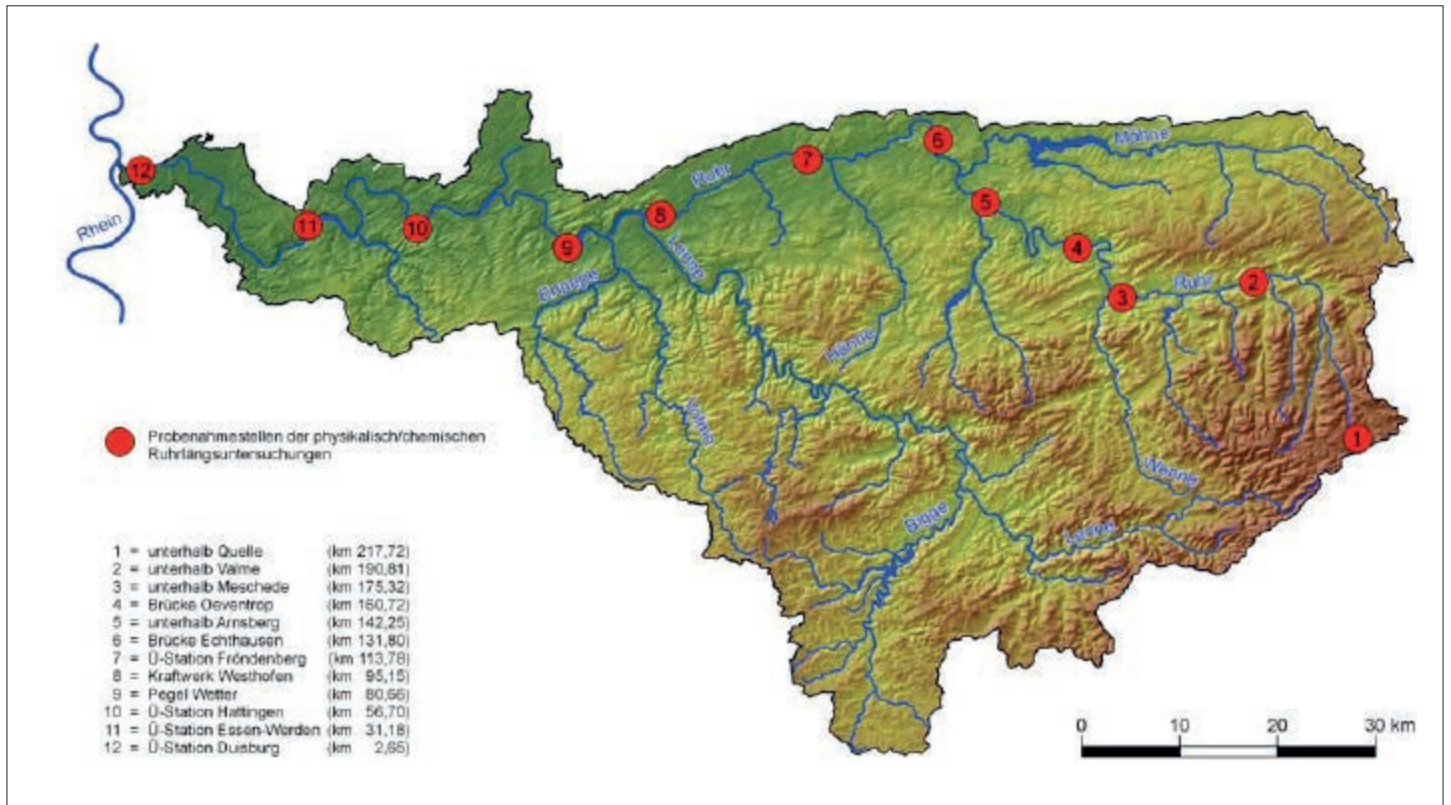 Rhein
12
11
10
9
8
7
6
5
4
3
2
1
Ruhr
Möhne
Lenne
Ennepe
Hönne
Ruhr
Volme
Wenne
Bigge
Lenne
Probenahmestellen der physikalisch/chemischen
Ruhrlängsuntersuchungen
1 = unterhalb Quelle (km 217,72)
2 = unterhalb Valme (km 190,81)
3 = unterhalb Meschede (km 175,32)
4 = Brücke Oeventrop (km 160,72)
5 = unterhalb Arnsberg (km 142,25)
6 = Brücke Echthausen (km 131,80)
7 = Ü-Station Fröndenberg (km 113,78)
8 = Kraftwerk Westhofen (km 95,15)
9 = Pegel Wetter (km 80,66)
10 = Ü-Station Hattingen (km 56,70)
11 = Ü-Station Essen-Werden (km 31,18)
12 = Ü-Station Duisburg (km 2,65)
0 10 20 30 km